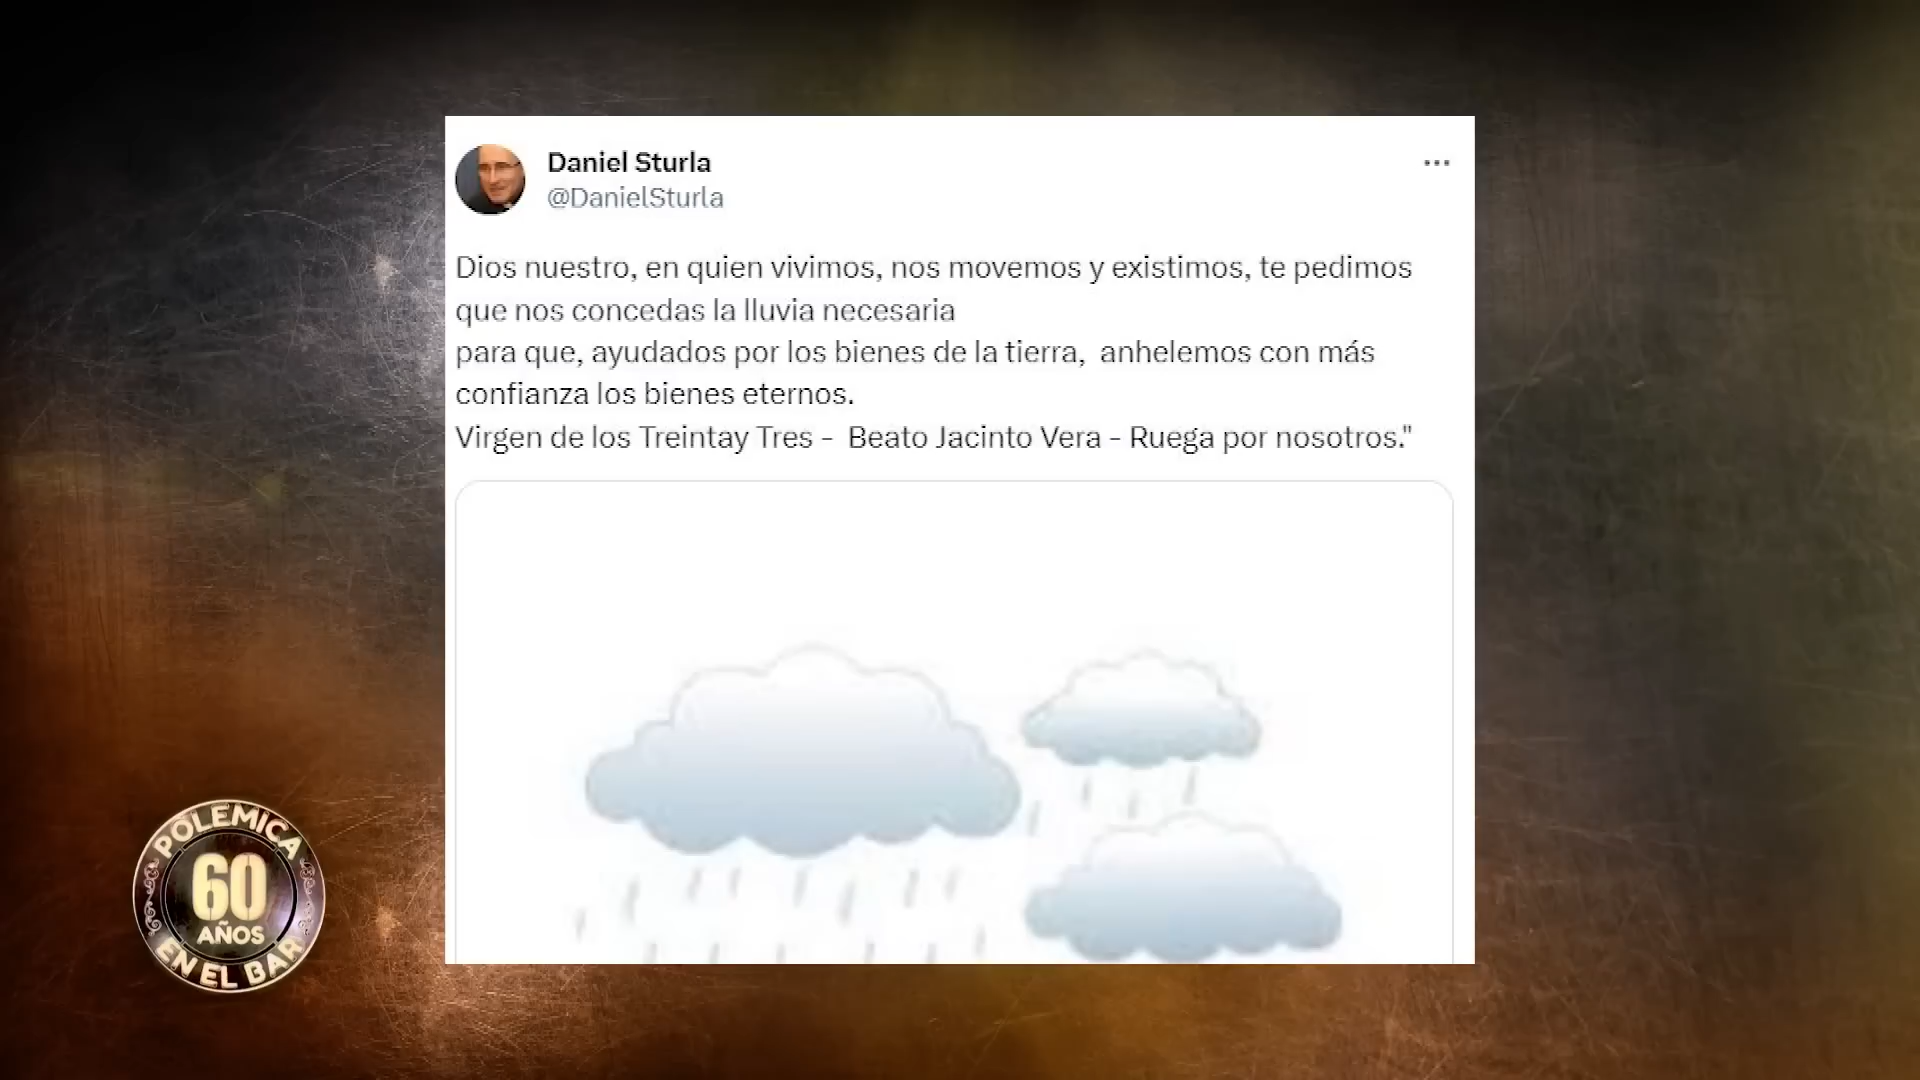 Daniel Sturla
@DanielSturla
Dios nuestro, en quien vivimos, nos movemos y existimos, te pedimos
que nos concedas la lluvia necesaria
para que, ayudados por los bienes de la tierra,  anhelemos con más
confianza los bienes eternos.
Virgen de los Treintay Tres -  Beato Jacinto Vera - Ruega por nosotros."
POLEMICA
60
AÑOS
EN EL BAR